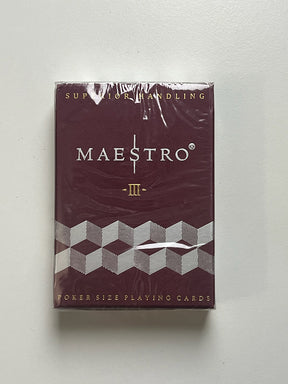 SUPERIOR HANDLING
MAESTRO®
III
POKER SIZE PLAYING CARDS